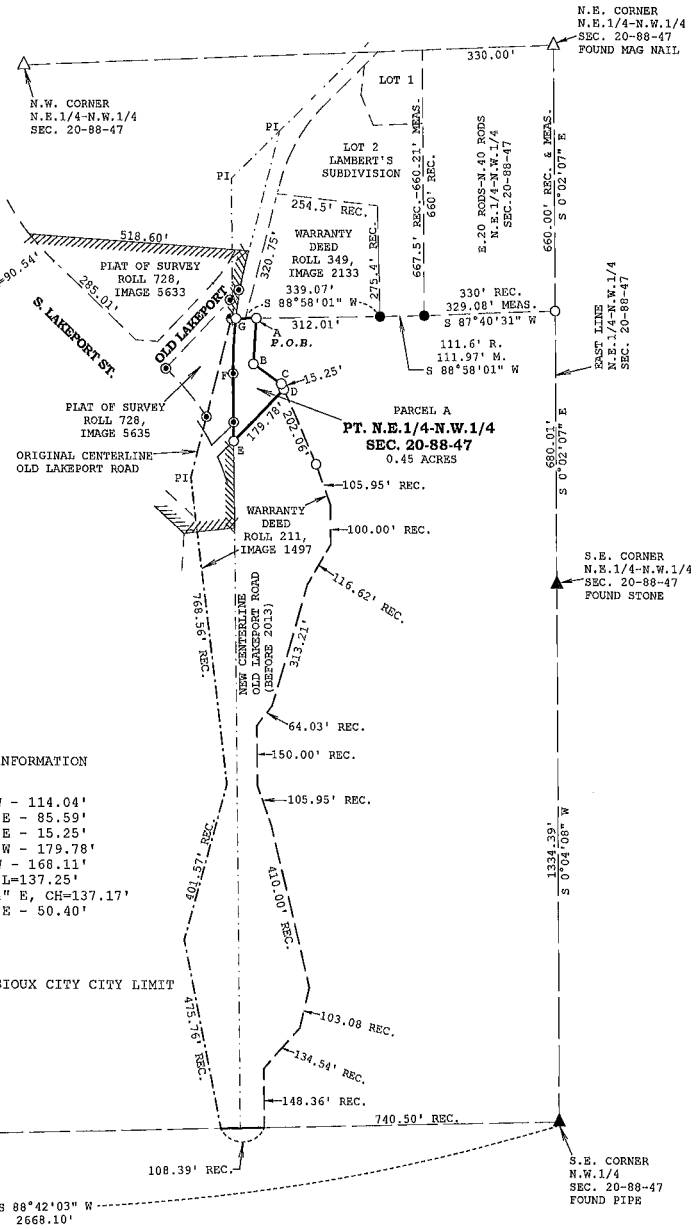 N.E. CORNER
N.E.1/4-N.W.1/4
SEC. 20-88-47
FOUND MAG NAIL
330.00'
N.W. CORNER
N.E.1/4-N.W.1/4
SEC. 20-88-47
LOT 1
PI
PI
LOT 2
LAMBERT'S
SUBDIVISION
667.5' REC.-660.21' MEAS.
660' REC.
E.20 RODS-N.40 RODS
N.E.1/4-N.W.1/4
SEC.20-88-47
660.00' REC. & MEAS.
S 0°02'07" E
518.60'
254.5' REC.
275.4' REC.
320.75'
WARRANTY
DEED
ROLL 349,
IMAGE 2133
=90.54'
285.01'
PLAT OF SURVEY
ROLL 728,
IMAGE 5633
S. LAKEPORT ST.
OLD LAKEPORT
339.07'
S 88°58'01" W
312.01'
330' REC.
329.08' MEAS.
S 87°40'31" W
G
A
P.O.B.
111.6' R.
111.97' M.
S 88°58'01" W
EAST LINE
N.E.1/4-N.W.1/4
SEC. 20-88-47
B
C
15.25'
D
F
E
179.78'
202.06'
PLAT OF SURVEY
ROLL 728,
IMAGE 5635
PARCEL A
PT. N.E.1/4-N.W.1/4
SEC. 20-88-47
0.45 ACRES
ORIGINAL CENTERLINE
OLD LAKEPORT ROAD
PI
680.01'
S 0°02'07" E
105.95' REC.
WARRANTY
DEED
ROLL 211,
IMAGE 1497
100.00' REC.
116.62' REC.
S.E. CORNER
N.E.1/4-N.W.1/4
SEC. 20-88-47
FOUND STONE
768.56' REC.
NEW CENTERLINE
OLD LAKEPORT ROAD
(BEFORE 2013)
313.21'
64.03' REC.
150.00' REC.
105.95' REC.
NFORMATION
W - 114.04'
E - 85.59'
E - 15.25'
W - 179.78'
W - 168.11'
L=137.25'
" E, CH=137.17'
E - 50.40'
401.57' REC.
410.00' REC.
1334.39'
S 0°04'08" W
SIOUX CITY CITY LIMIT
475.76' REC.
103.08 REC.
134.54' REC.
148.36' REC.
740.50' REC.
108.39' REC.
S.E. CORNER
N.W.1/4
SEC. 20-88-47
FOUND PIPE
S 88°42'03" W
2668.10'